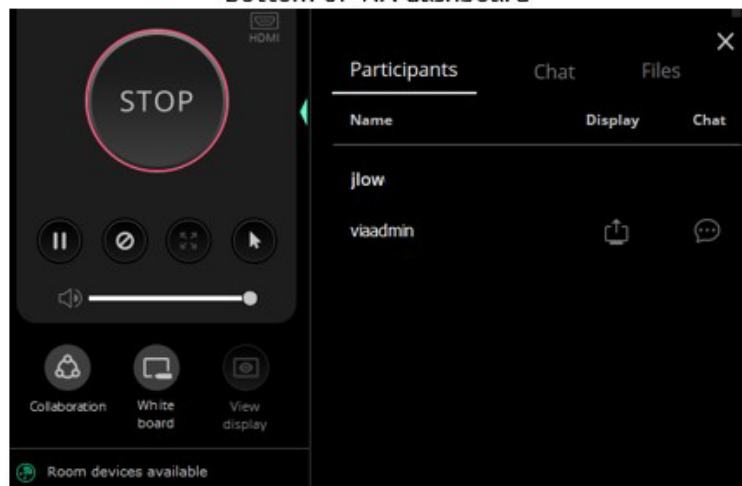 HDMI
STOP
Collaboration
White
board
View
display
Room devices available
Participants Chat Files
Name Display Chat
jlow
viaadmin